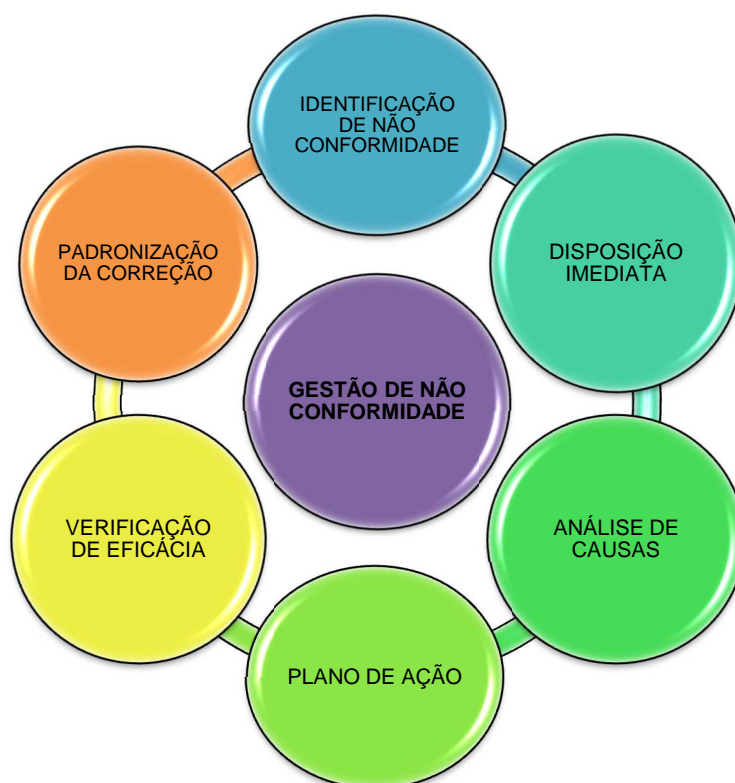 IDENTIFICAÇÃO
DE NÃO
CONFORMIDADE
DISPOSIÇÃO
IMEDIATA
ANÁLISE DE
CAUSAS
PLANO DE AÇÃO
VERIFICAÇÃO
DE EFICÁCIA
PADRONIZAÇÃO
DA CORREÇÃO
GESTÃO DE NÃO
CONFORMIDADE